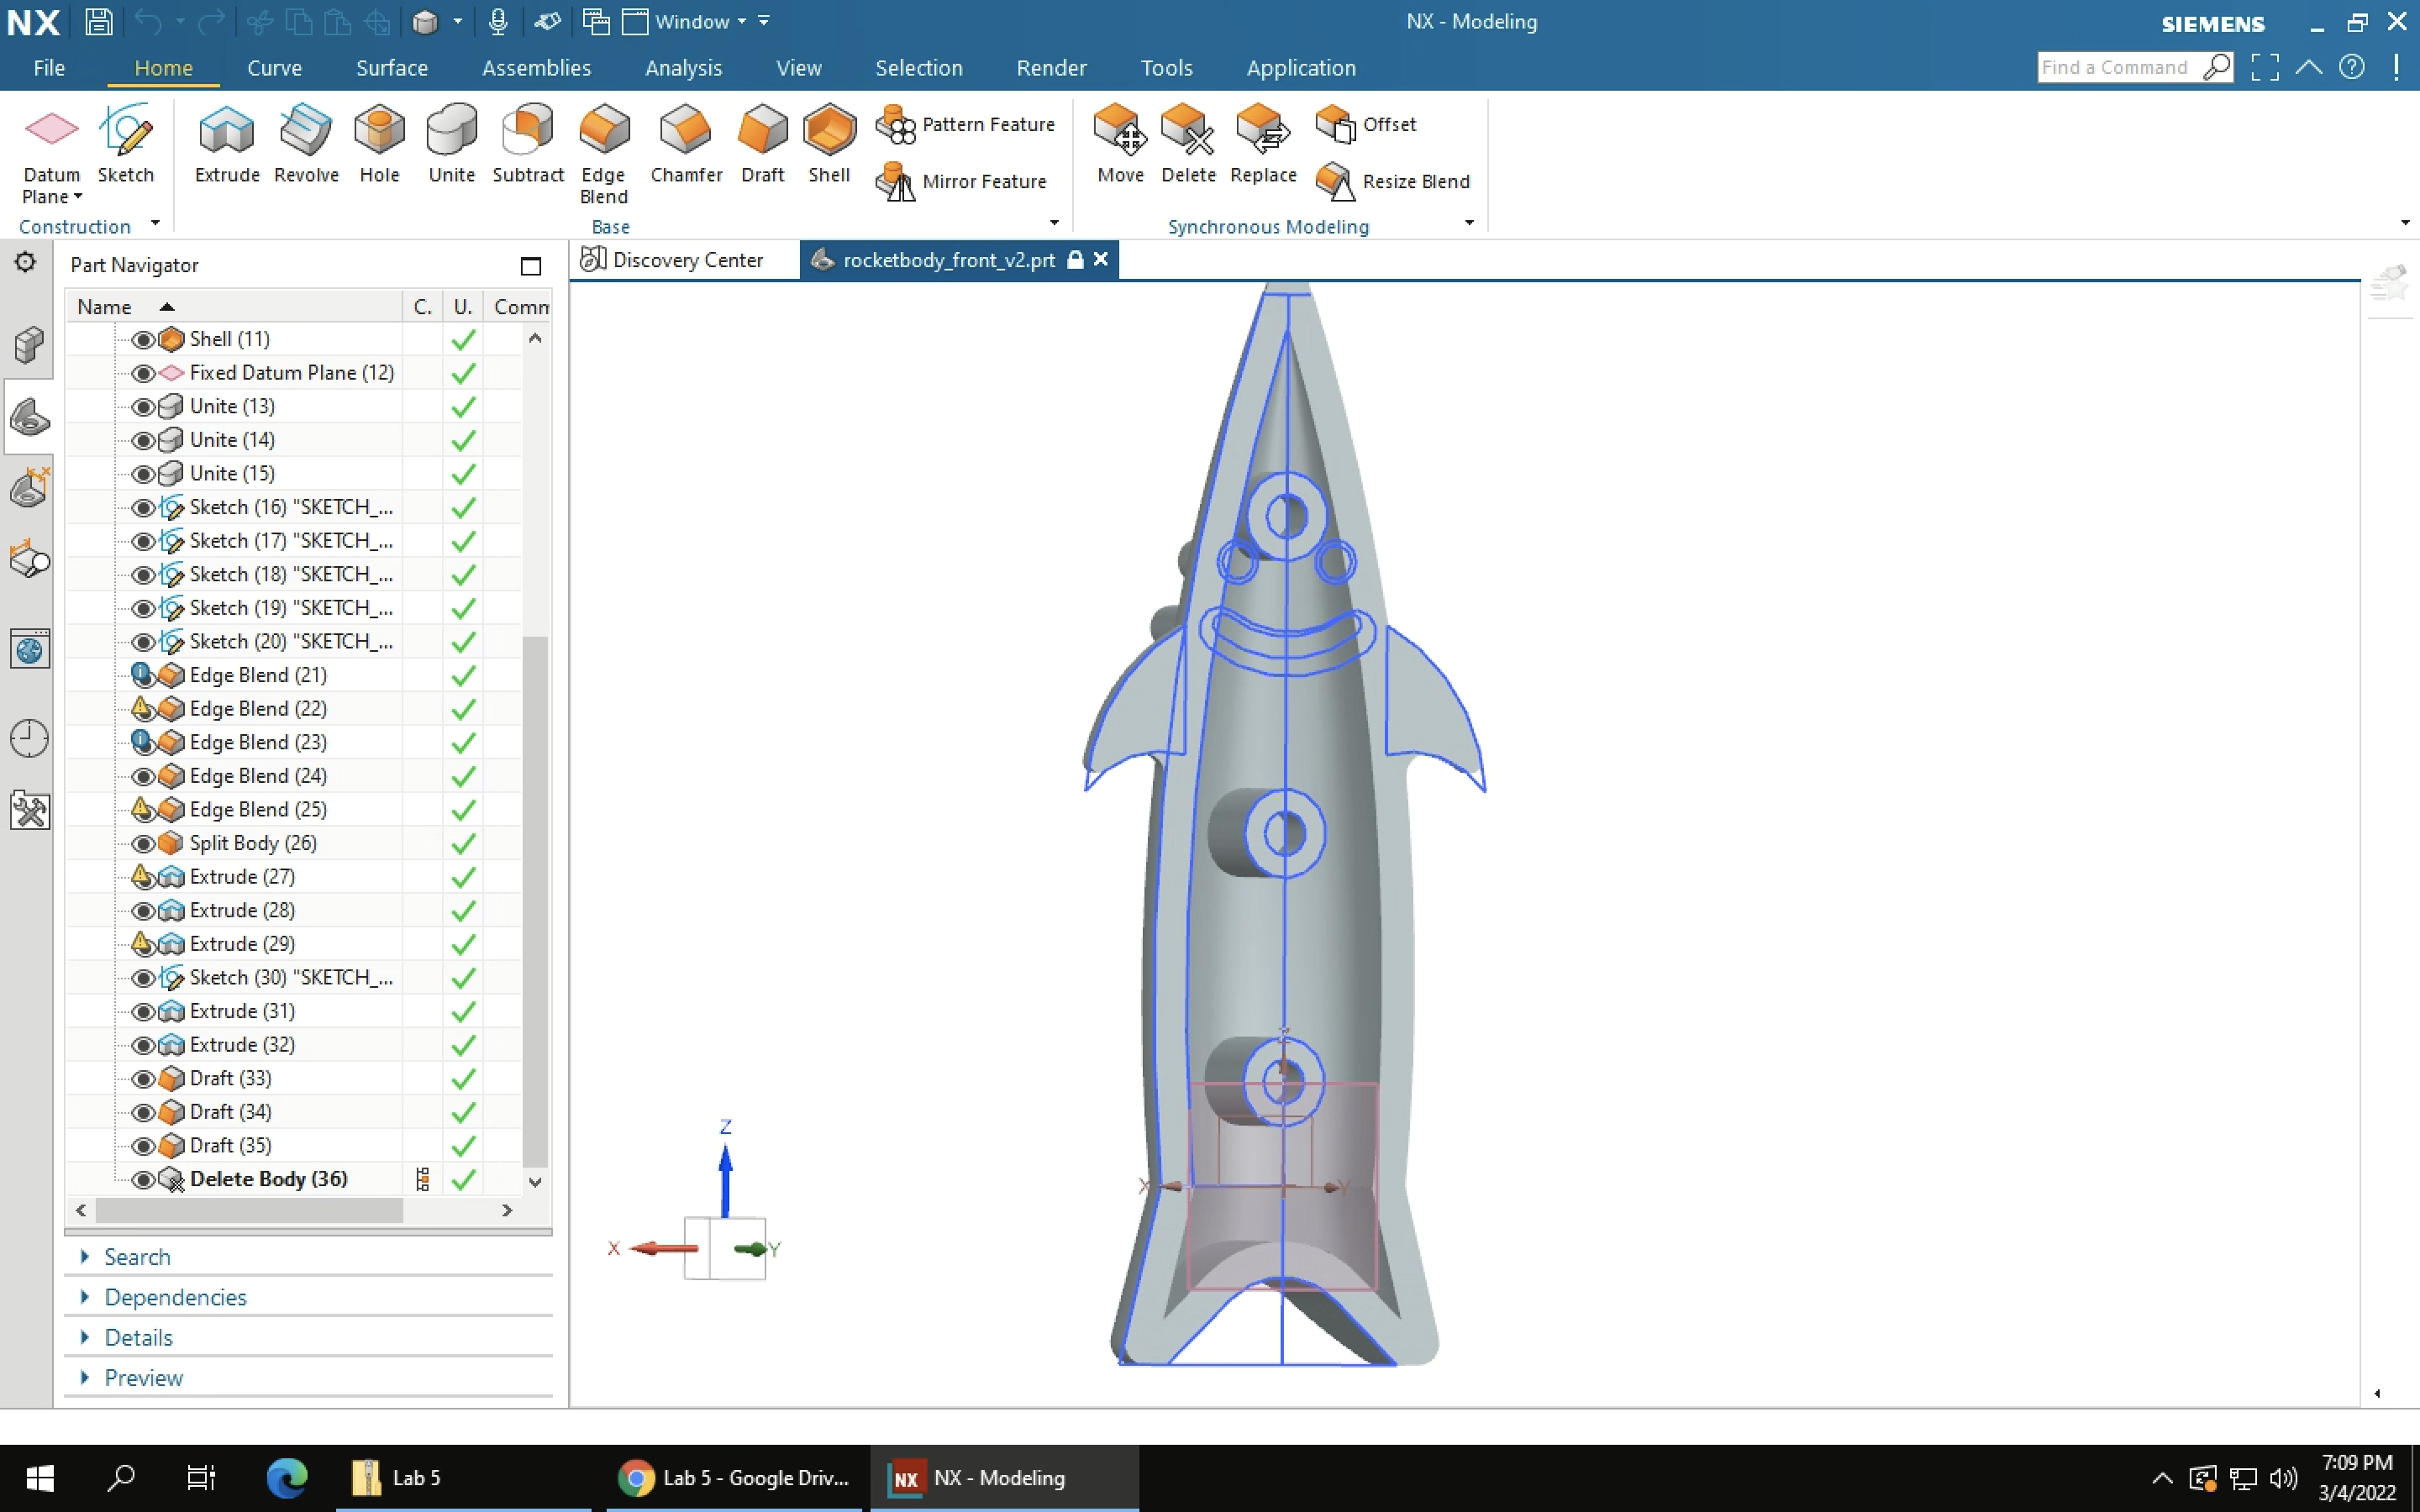 NX Window NX - Modeling SIEMENS
File Home Curve Surface Assemblies Analysis View Selection Render Tools Application Find a Command
Datum Plane
Sketch
Extrude
Revolve
Hole
Unite
Subtract
Edge Blend
Chamfer
Draft
Shell
Pattern Feature
Mirror Feature
Move
Delete
Replace
Offset
Resize Blend
Construction Base Synchronous Modeling
Part Navigator
Discovery Center rocketbody_front_v2.prt
Name C. U. Comm
Shell (11)
Fixed Datum Plane (12)
Unite (13)
Unite (14)
Unite (15)
Sketch (16) "SKETCH_...
Sketch (17) "SKETCH_...
Sketch (18) "SKETCH_...
Sketch (19) "SKETCH_...
Sketch (20) "SKETCH_...
Edge Blend (21)
Edge Blend (22)
Edge Blend (23)
Edge Blend (24)
Edge Blend (25)
Split Body (26)
Extrude (27)
Extrude (28)
Extrude (29)
Sketch (30) "SKETCH_...
Extrude (31)
Extrude (32)
Draft (33)
Draft (34)
Draft (35)
Delete Body (36)
Search
Dependencies
Details
Preview
Z
X
Y
X
Y
Lab 5
Lab 5 - Google Driv...
NX NX - Modeling
7:09 PM
3/4/2022